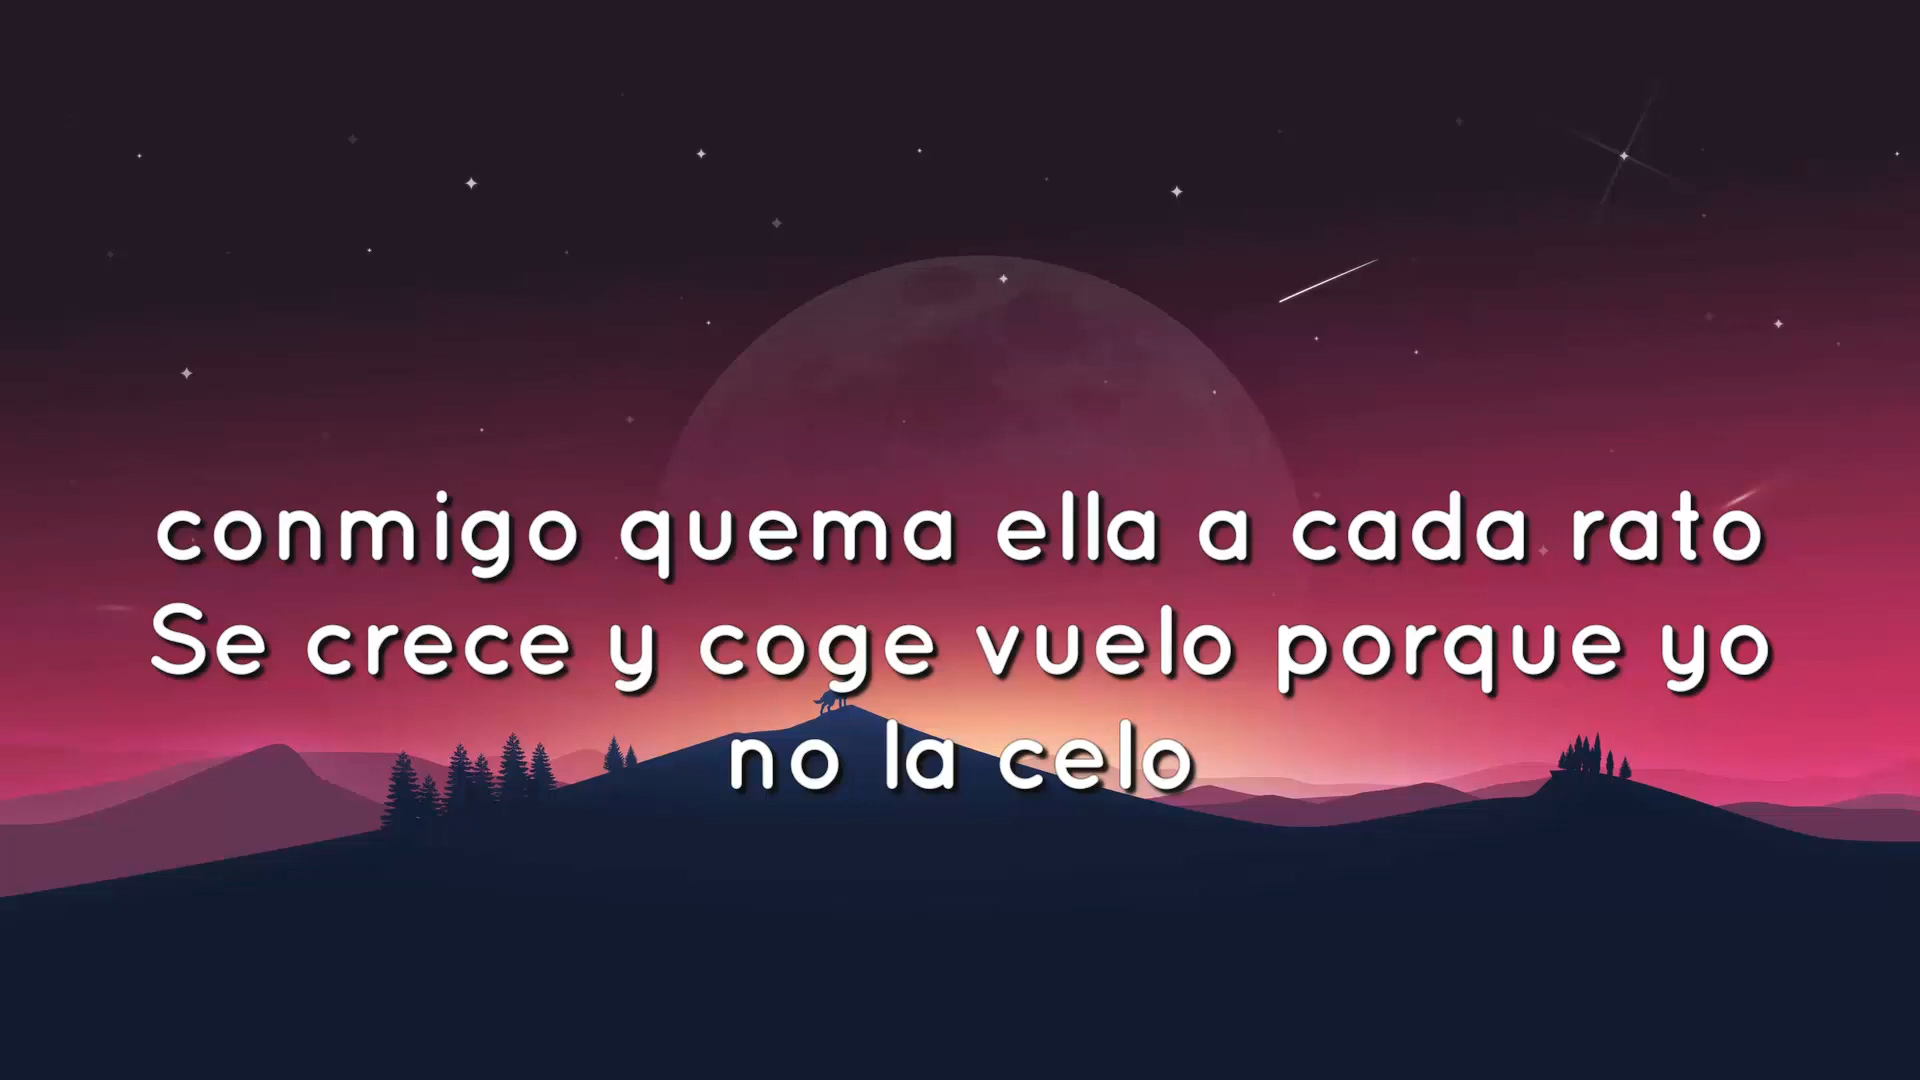 conmigo quema ella a cada rato
Se crece y coge vuelo porque yo
no la celo